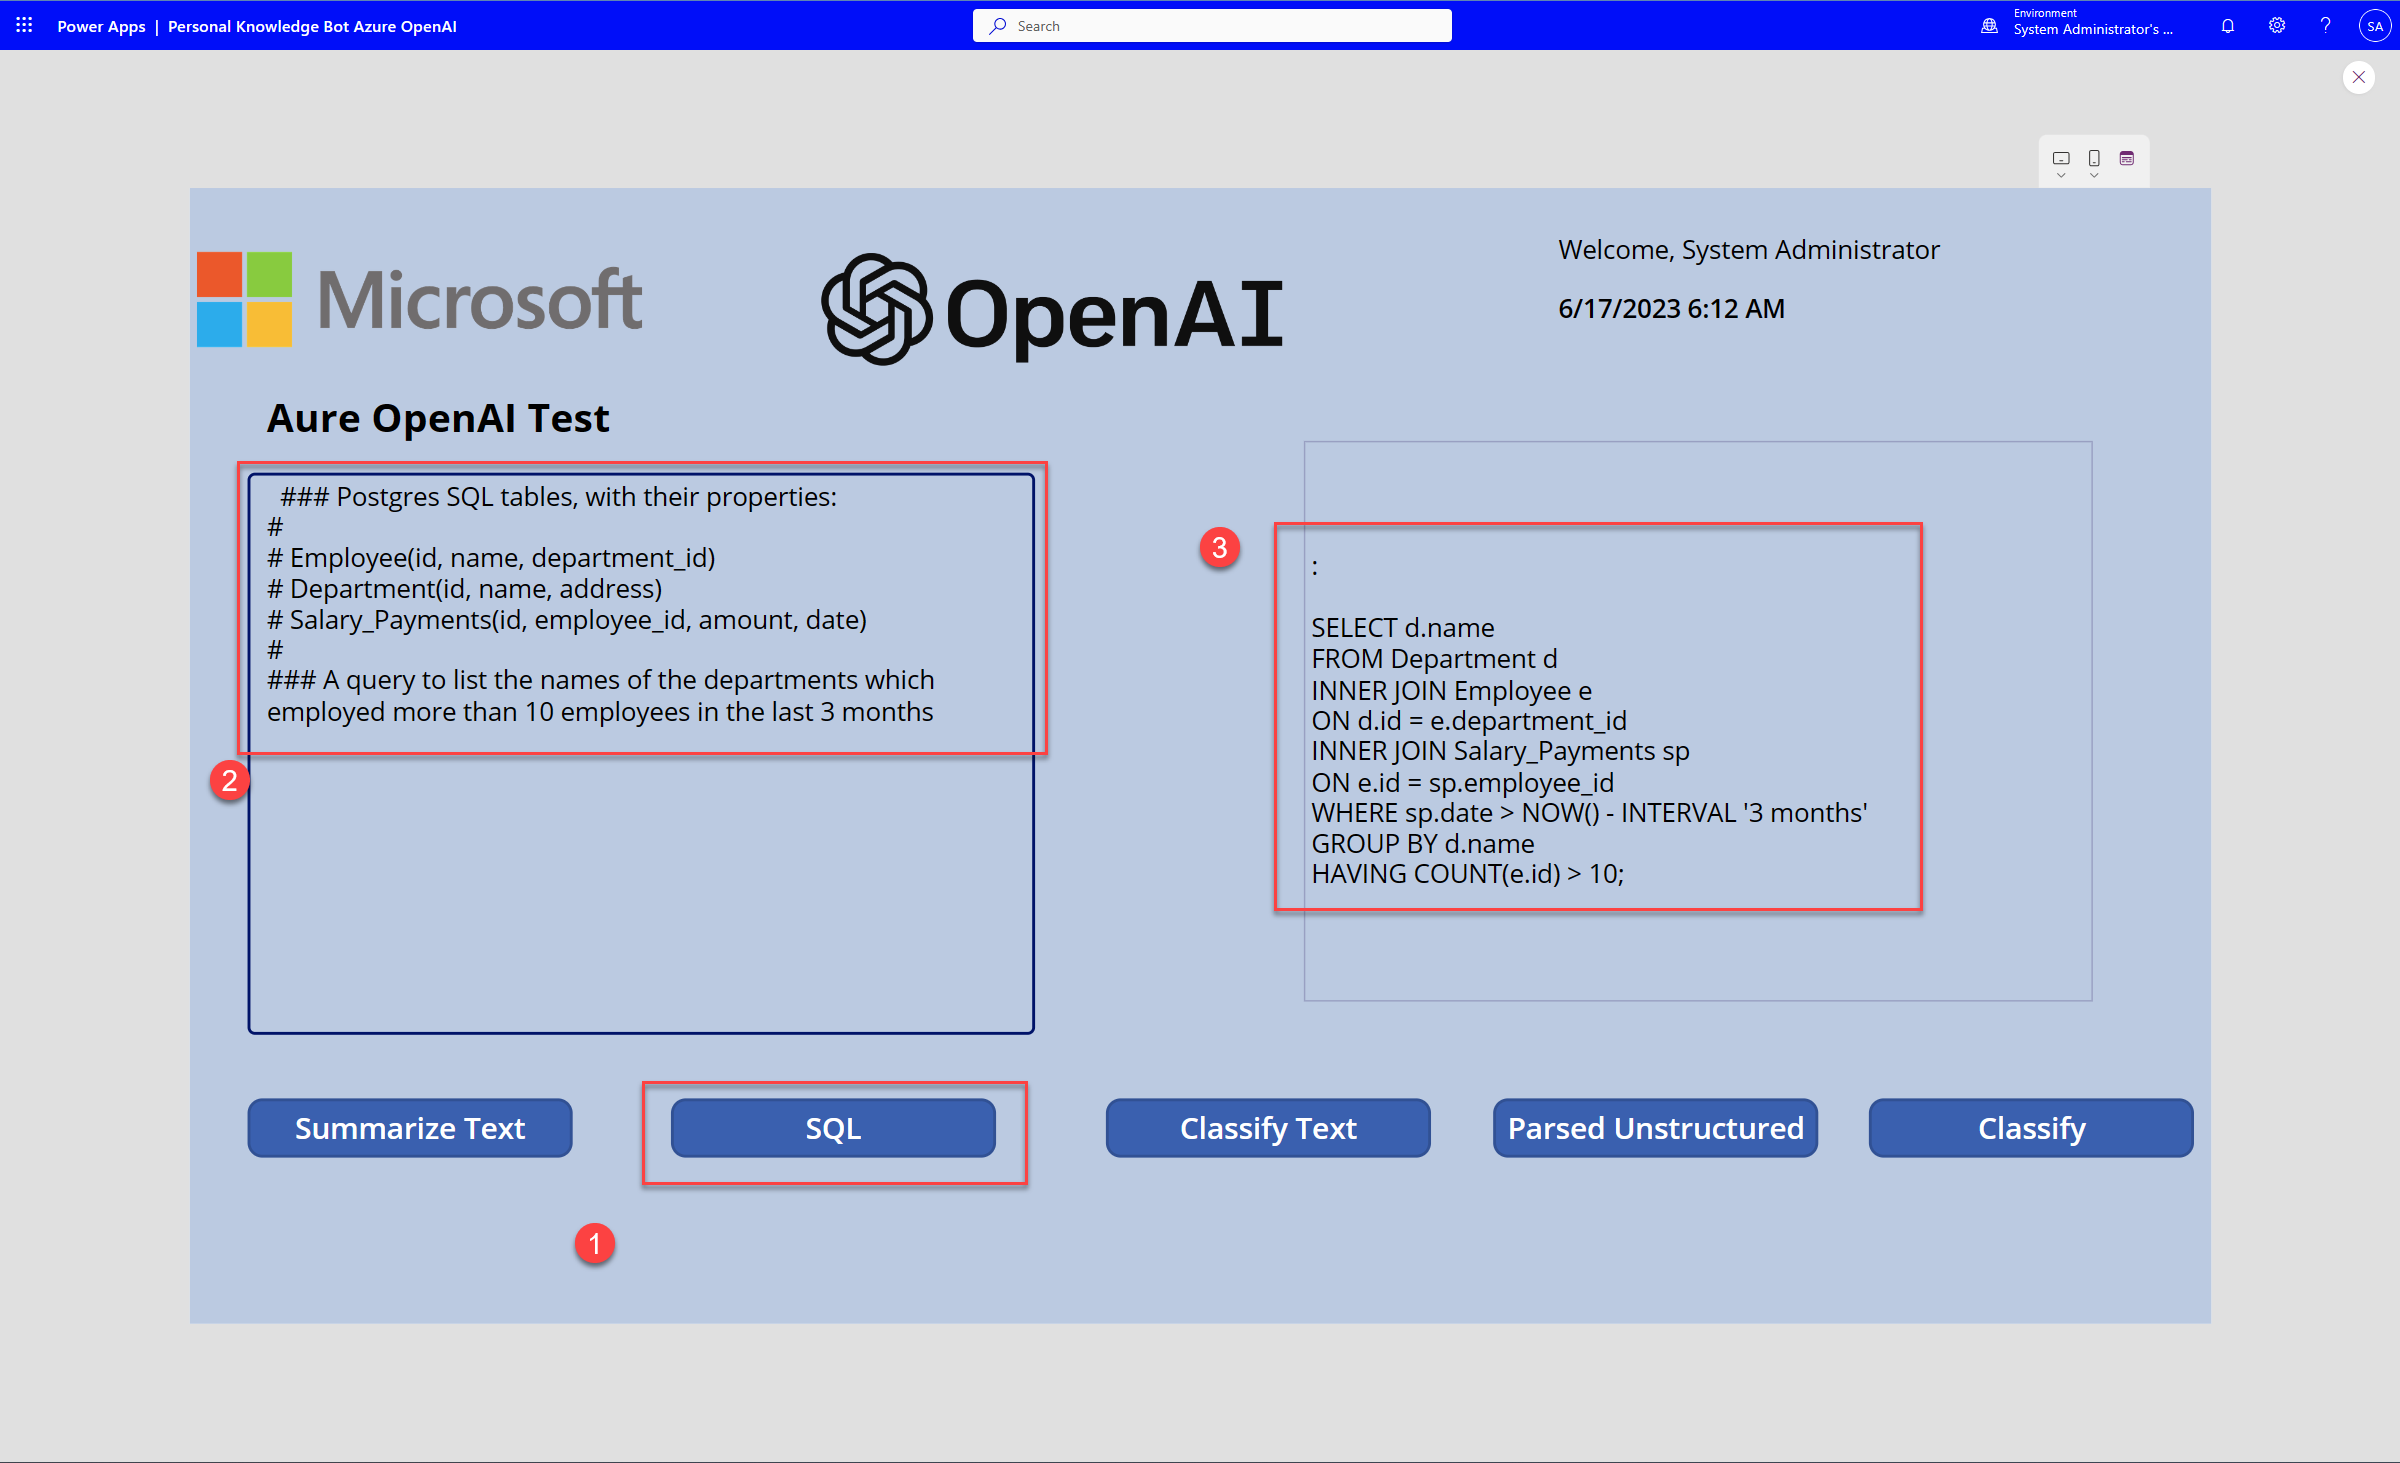 Power Apps | Personal Knowledge Bot Azure OpenAI
Search
Environment
System Administrator's ...
?
SA
Microsoft
OpenAI
Welcome, System Administrator
6/17/2023 6:12 AM
Aure OpenAI Test
### Postgres SQL tables, with their properties:
#
# Employee(id, name, department_id)
# Department(id, name, address)
# Salary_Payments(id, employee_id, amount, date)
#
### A query to list the names of the departments which
employed more than 10 employees in the last 3 months
2
3
:
SELECT d.name
FROM Department d
INNER JOIN Employee e
ON d.id = e.department_id
INNER JOIN Salary_Payments sp
ON e.id = sp.employee_id
WHERE sp.date > NOW() - INTERVAL '3 months'
GROUP BY d.name
HAVING COUNT(e.id) > 10;
Summarize Text
SQL
Classify Text
Parsed Unstructured
Classify
1